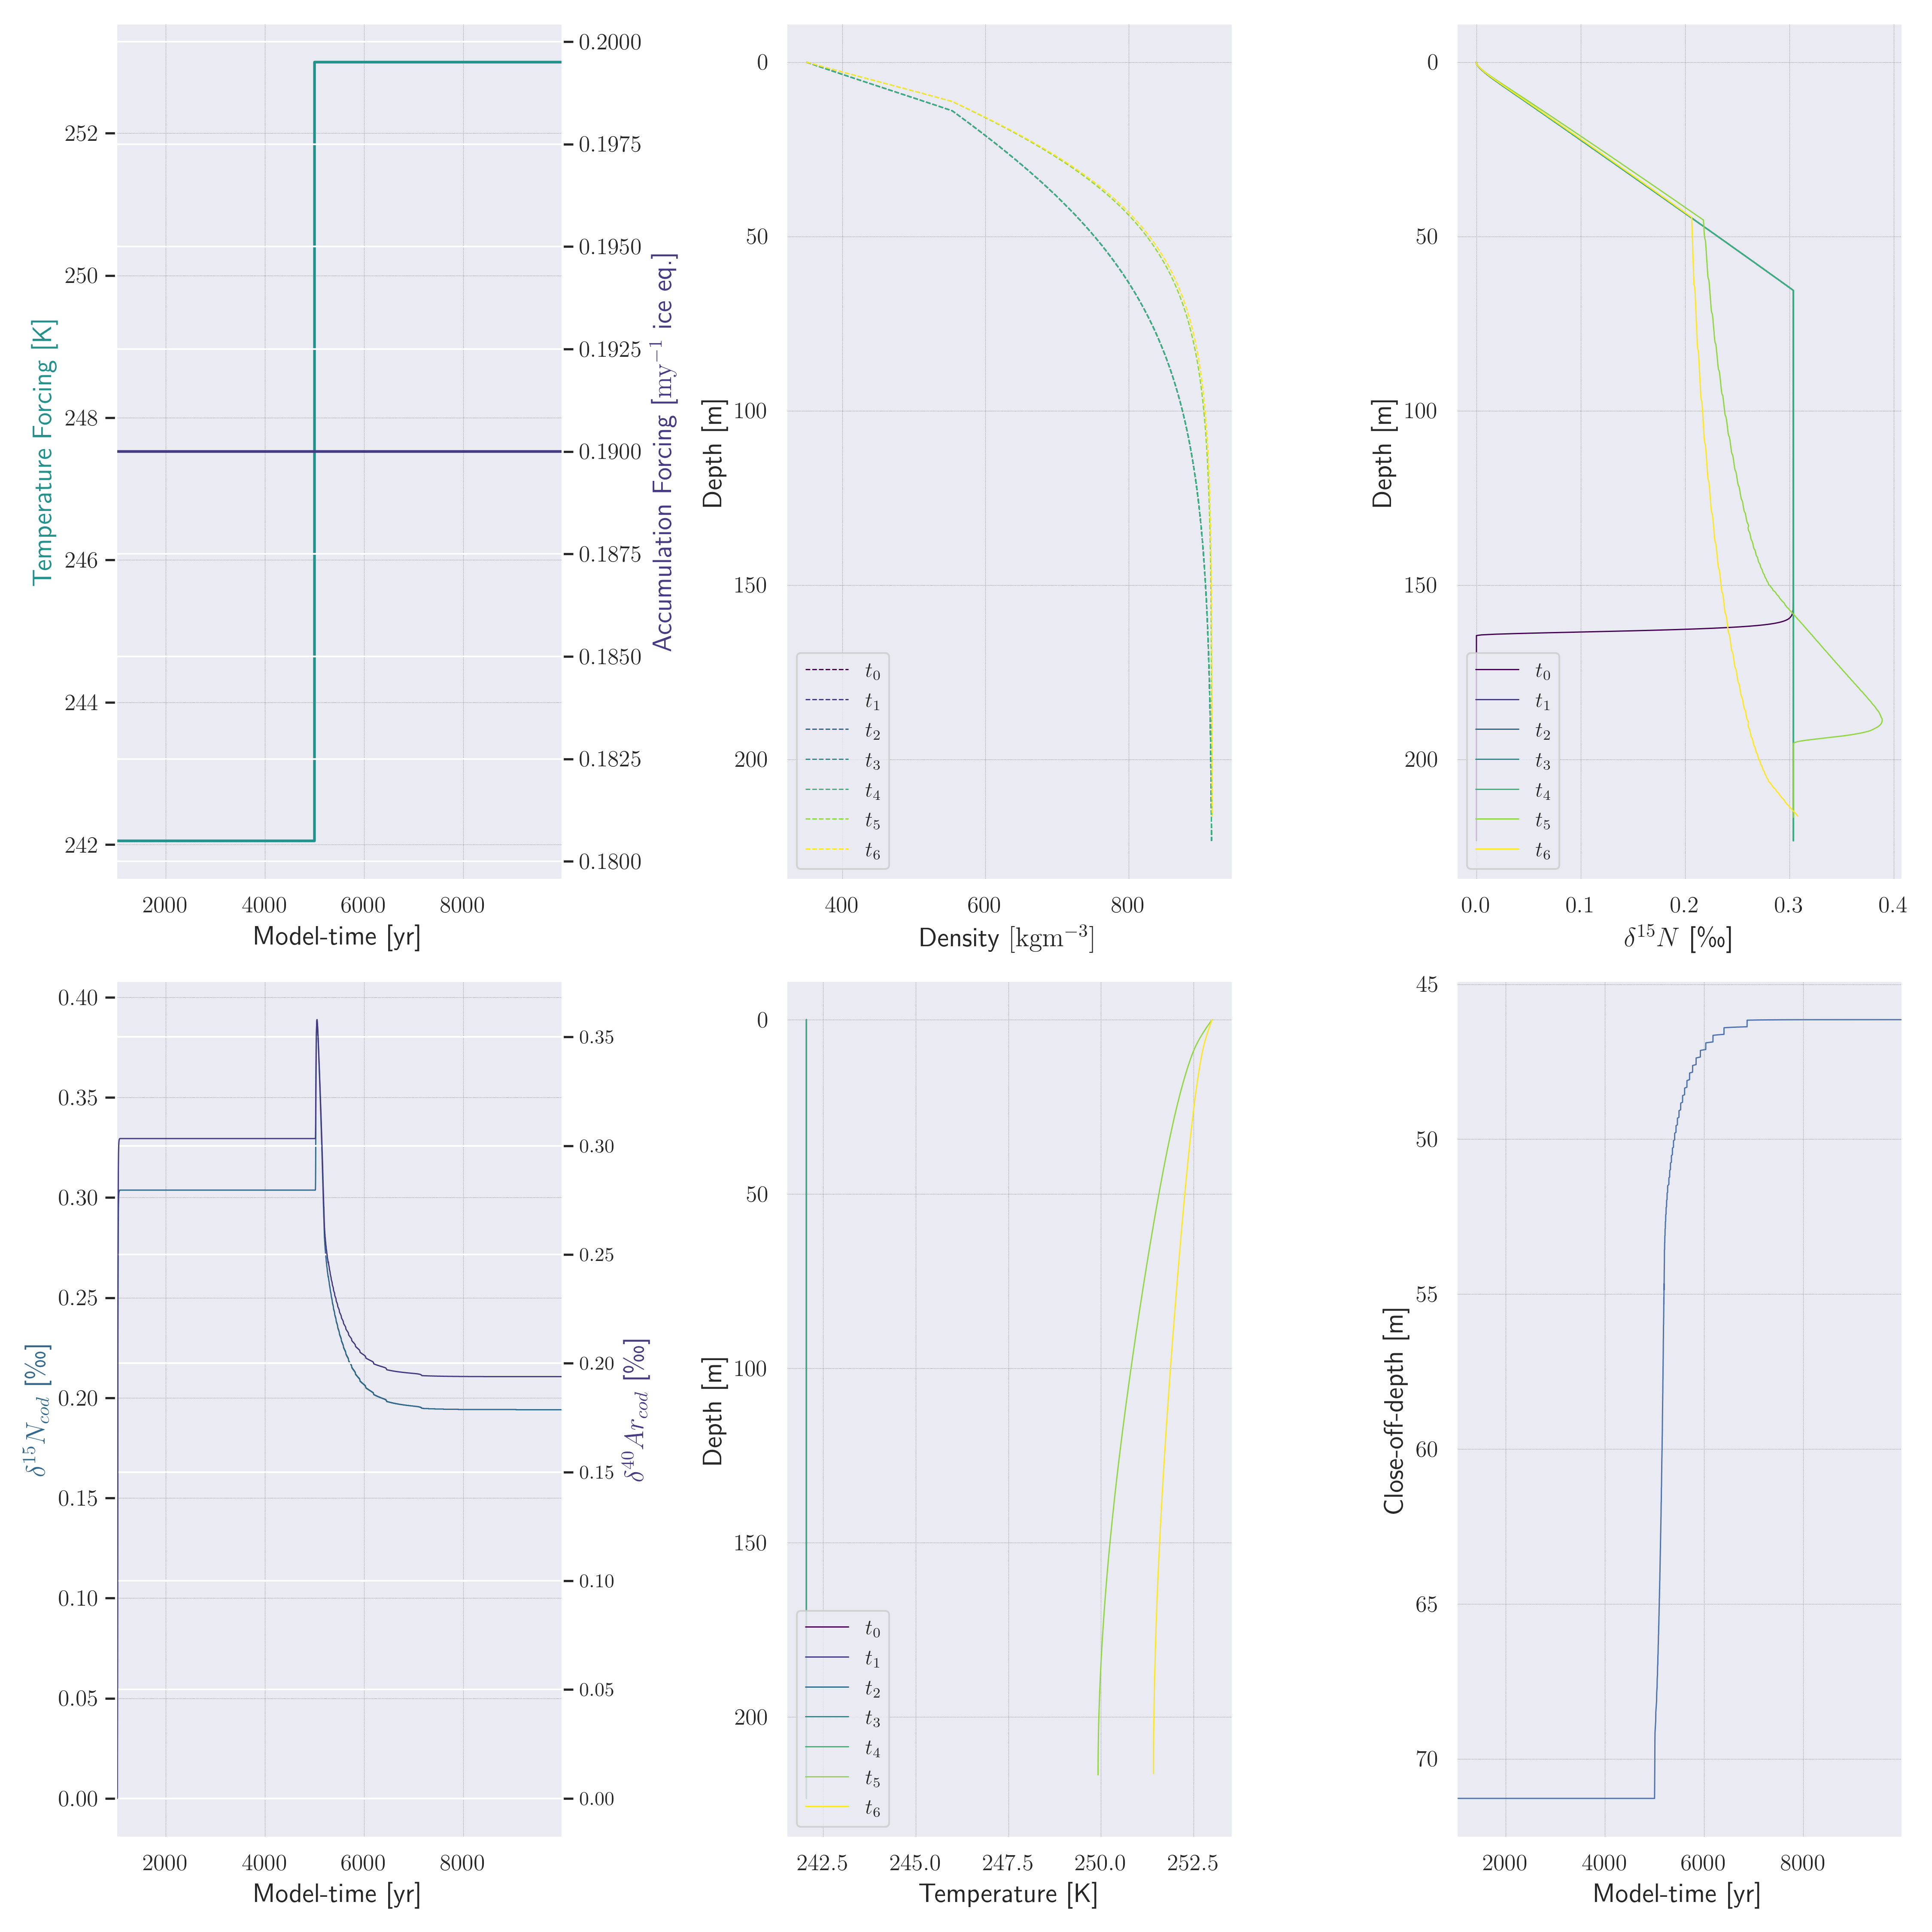 252
250
248
246
244
242
Temperature Forcing [K]
2000 4000 6000 8000
Model-time [yr]
0.2000
0.1975
0.1950
0.1925
0.1900
0.1875
0.1850
0.1825
0.1800
Accumulation Forcing [my⁻¹ ice eq.]
0
50
100
150
200
Depth [m]
t₀
t₁
t₂
t₃
t₄
t₅
t₆
400 600 800
Density [kgm⁻³]
0
50
100
150
200
Depth [m]
t₀
t₁
t₂
t₃
t₄
t₅
t₆
0.0 0.1 0.2 0.3 0.4
δ¹⁵N [‰]
0.40
0.35
0.30
0.25
0.20
0.15
0.10
0.05
0.00
δ¹⁵N_cod [‰]
2000 4000 6000 8000
Model-time [yr]
0.35
0.30
0.25
0.20
0.15
0.10
0.05
0.00
δ⁴⁰Ar_cod [‰]
0
50
100
150
200
Depth [m]
t₀
t₁
t₂
t₃
t₄
t₅
t₆
242.5 245.0 247.5 250.0 252.5
Temperature [K]
45
50
55
60
65
70
Close-off-depth [m]
2000 4000 6000 8000
Model-time [yr]